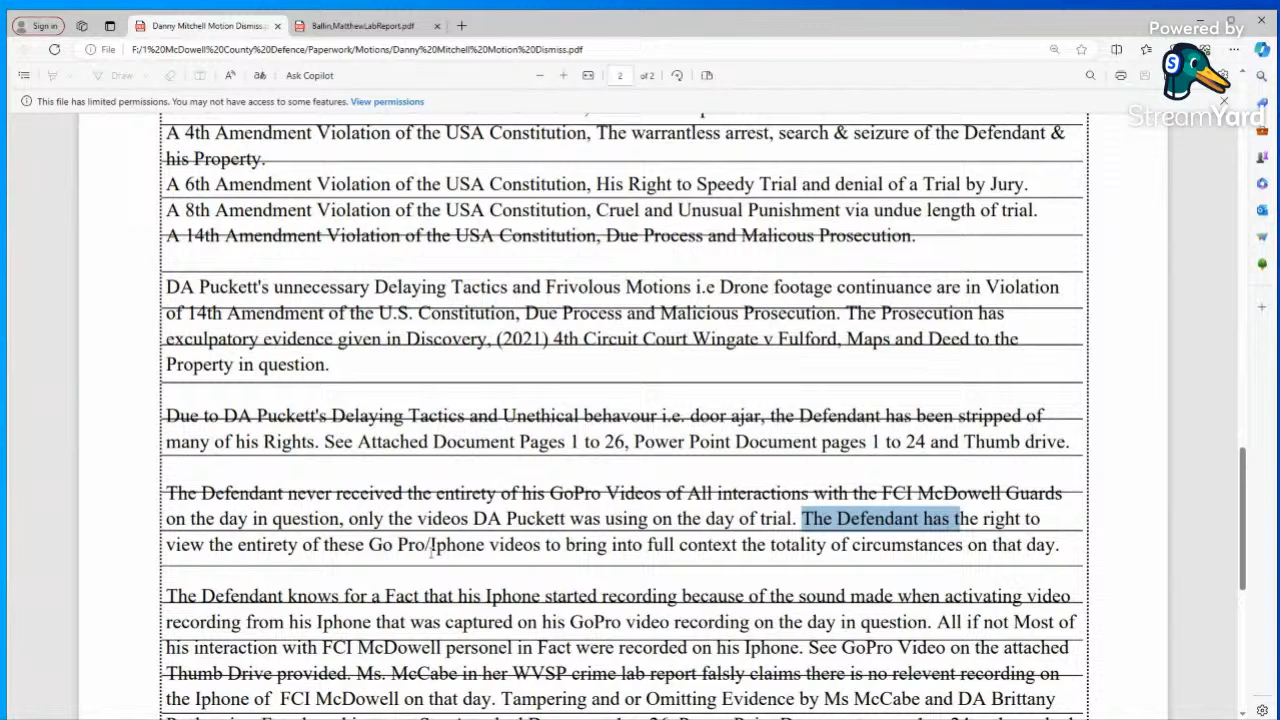 Powered by
StreamYard
Sign in
Danny Mitchell Motion Dismiss
Ballin,MatthewLabReport.pdf
File
F:/1%20McDowell%20County%20Defence/Paperwork/Motions/Danny%20Mitchell%20Motion%20Dismiss.pdf
Draw
Ask Copilot
2
of 2
This file has limited permissions. You may not have access to some features. View permissions
A 4th Amendment Violation of the USA Constitution, The warrantless arrest, search & seizure of the Defendant &
his Property.
A 6th Amendment Violation of the USA Constitution, His Right to Speedy Trial and denial of a Trial by Jury.
A 8th Amendment Violation of the USA Constitution, Cruel and Unusual Punishment via undue length of trial.
A 14th Amendment Violation of the USA Constitution, Due Process and Malicous Prosecution.
DA Puckett's unnecessary Delaying Tactics and Frivolous Motions i.e Drone footage continuance are in Violation
of 14th Amendment of the U.S. Constitution, Due Process and Malicious Prosecution. The Prosecution has
exculpatory evidence given in Discovery, (2021) 4th Circuit Court Wingate v Fulford, Maps and Deed to the
Property in question.
Due to DA Puckett's Delaying Tactics and Unethical behavour i.e. door ajar, the Defendant has been stripped of
many of his Rights. See Attached Document Pages 1 to 26, Power Point Document pages 1 to 24 and Thumb drive.
The Defendant never received the entirety of his GoPro Videos of All interactions with the FCI McDowell Guards
on the day in question, only the videos DA Puckett was using on the day of trial. The Defendant has the right to
view the entirety of these Go Pro/Iphone videos to bring into full context the totality of circumstances on that day.
The Defendant knows for a Fact that his Iphone started recording because of the sound made when activating video
recording from his Iphone that was captured on his GoPro video recording on the day in question. All if not Most of
his interaction with FCI McDowell personel in Fact were recorded on his Iphone. See GoPro Video on the attached
Thumb Drive provided. Ms. McCabe in her WVSP crime lab report falsly claims there is no relevant recording on
the Iphone of FCI McDowell on that day. Tampering and or Omitting Evidence by Ms McCabe and DA Brittany